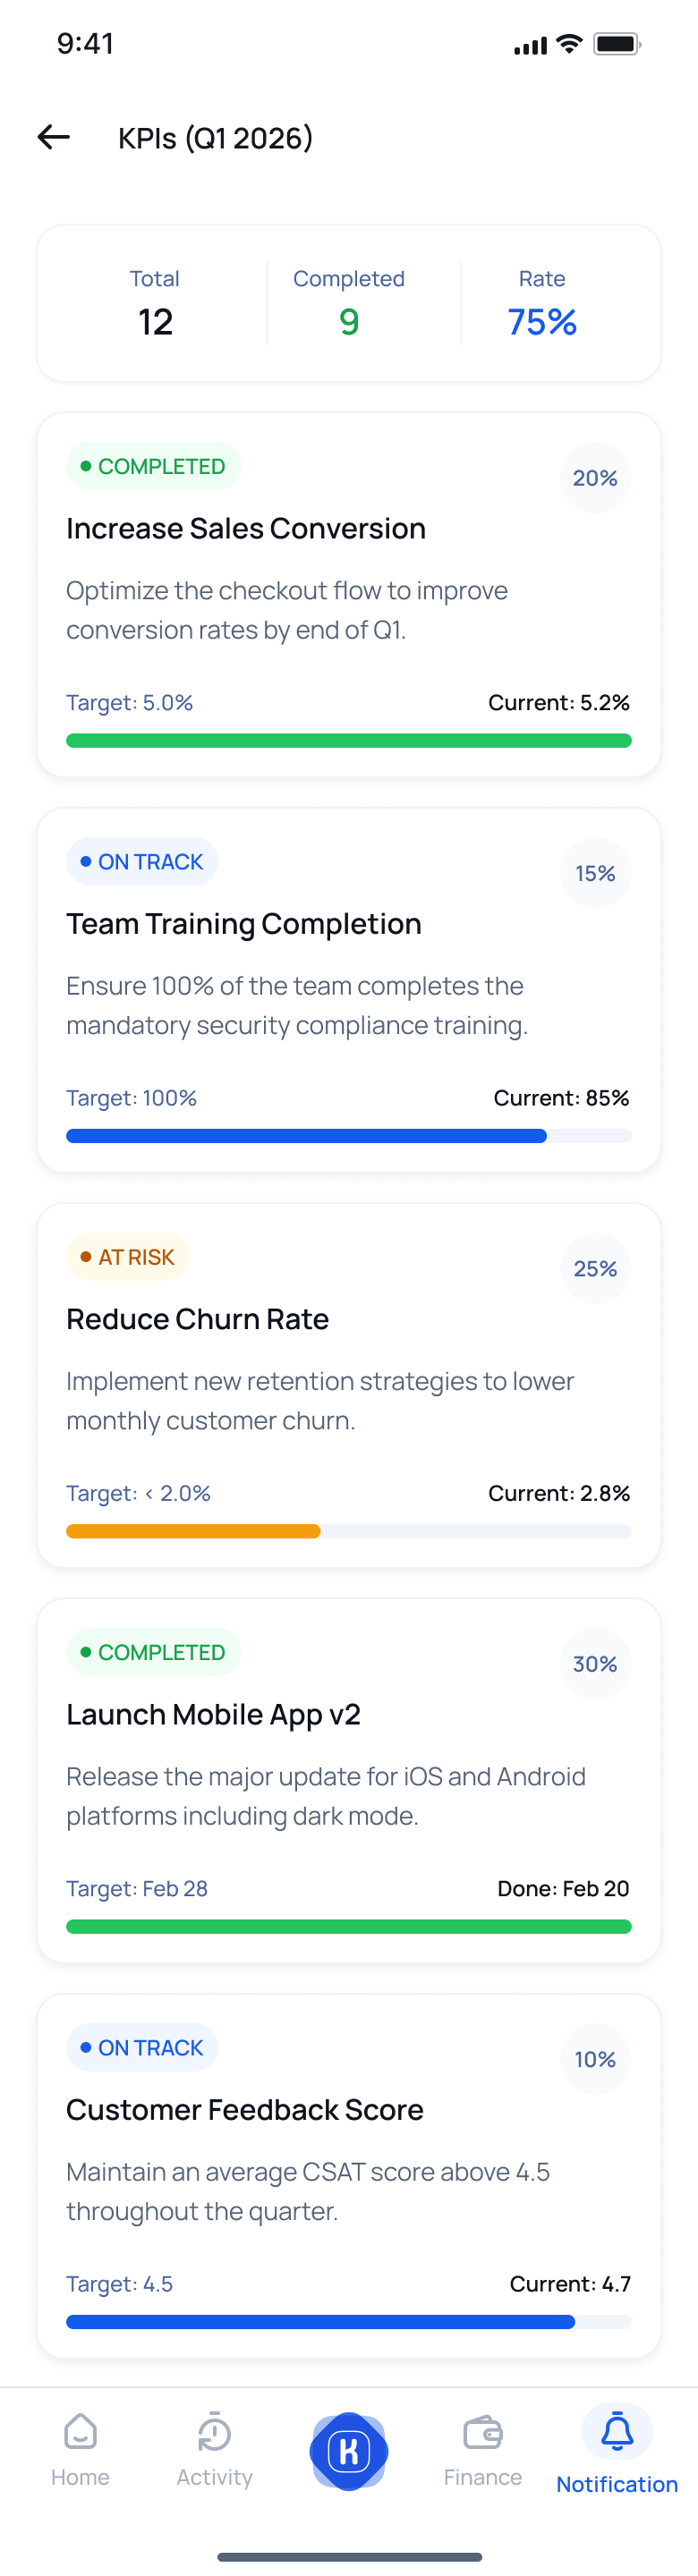 9:41
KPIs (Q1 2026)
Total
12
Completed
9
Rate
75%
COMPLETED
20%
Increase Sales Conversion
Optimize the checkout flow to improve
conversion rates by end of Q1.
Target: 5.0%
Current: 5.2%
ON TRACK
15%
Team Training Completion
Ensure 100% of the team completes the
mandatory security compliance training.
Target: 100%
Current: 85%
AT RISK
25%
Reduce Churn Rate
Implement new retention strategies to lower
monthly customer churn.
Target: < 2.0%
Current: 2.8%
COMPLETED
30%
Launch Mobile App v2
Release the major update for iOS and Android
platforms including dark mode.
Target: Feb 28
Done: Feb 20
ON TRACK
10%
Customer Feedback Score
Maintain an average CSAT score above 4.5
throughout the quarter.
Target: 4.5
Current: 4.7
Home
Activity
K
Finance
Notification